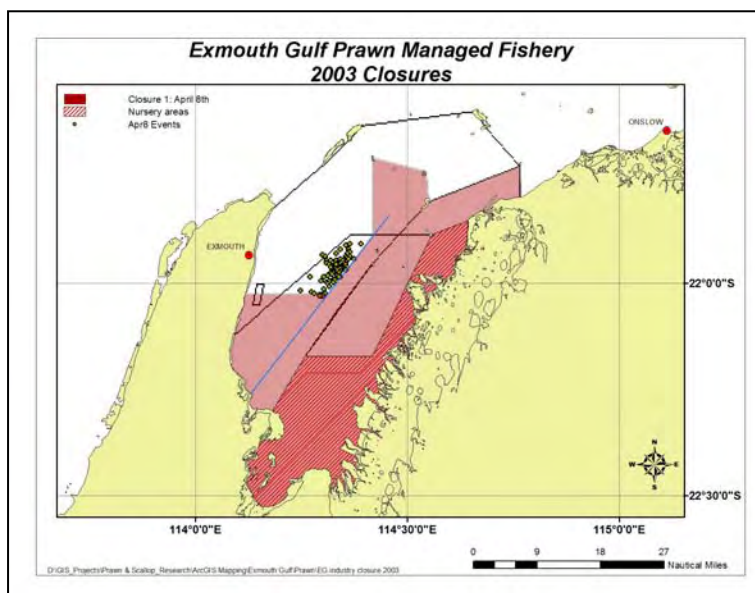 Exmouth Gulf Prawn Managed Fishery
2003 Closures
Closure 1: April 8th
Nursery areas
Apr8 Events
ONSLOW
EXMOUTH
22°0'0"S
22°30'0"S
114°0'0"E
114°30'0"E
115°0'0"E
N
W E
S
0 9 18 27
Nautical Miles
D:\GIS_Projects\Prawn & Scallop_Research\ArcGIS Mapping\Exmouth Gulf\Prawn\EG industry closure 2003